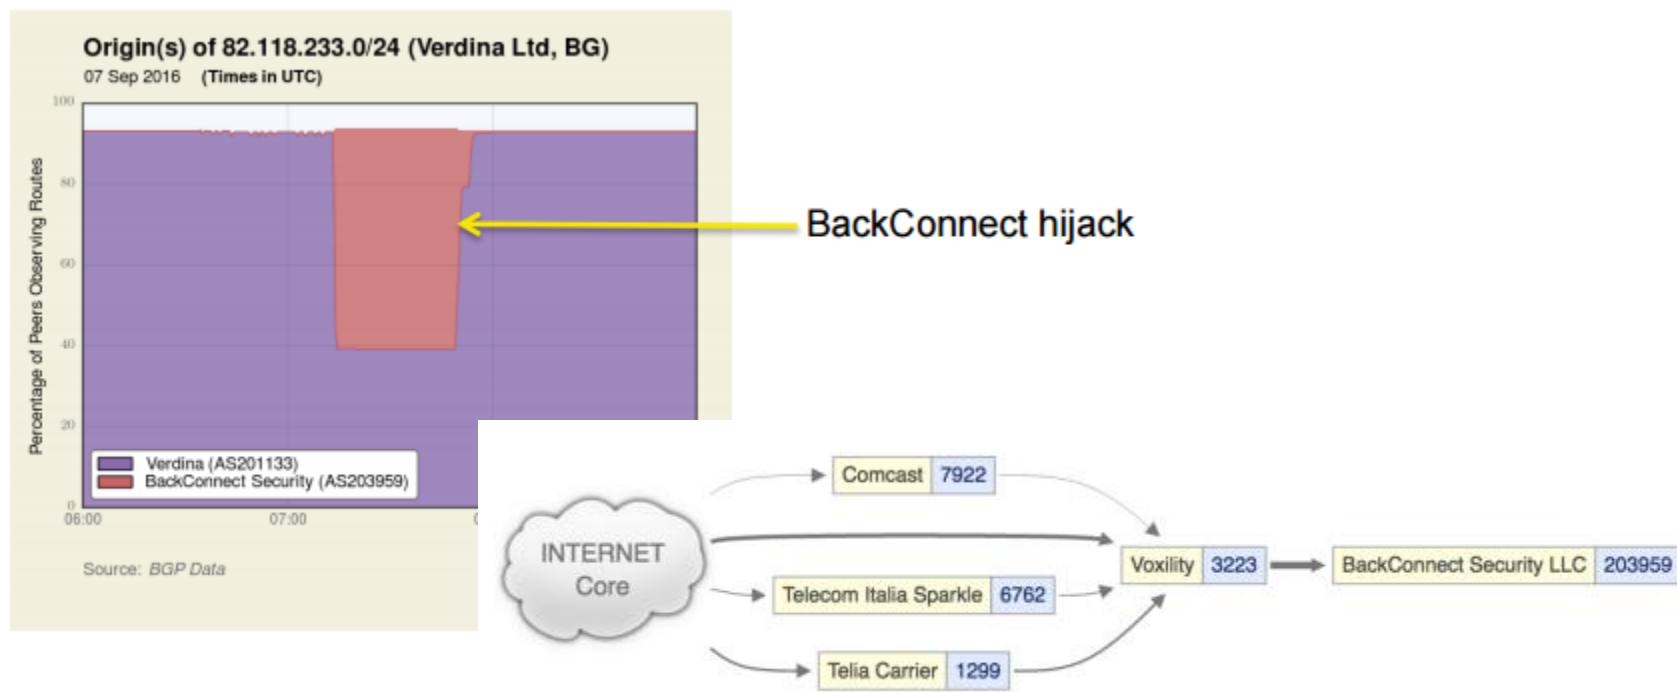 Origin(s) of 82.118.233.0/24 (Verdina Ltd, BG)
07 Sep 2016 (Times in UTC)
Percentage of Peers Observing Routes
100
80
60
40
20
0
Verdina (AS201133)
BackConnect Security (AS203959)
06:00
07:00
Source: BGP Data
BackConnect hijack
INTERNET
Core
Comcast 7922
Telecom Italia Sparkle 6762
Telia Carrier 1299
Voxility 3223
BackConnect Security LLC 203959